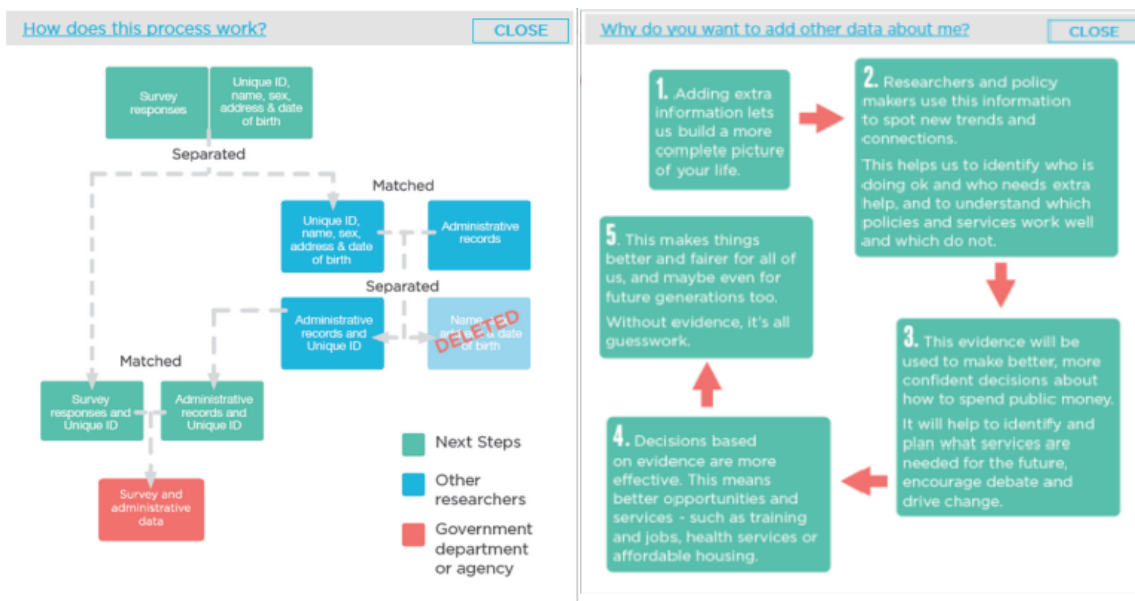 How does this process work?
CLOSE
Survey
responses
Unique ID,
name, sex,
address & date
of birth
Separated
Matched
Unique ID,
name, sex,
address & date
of birth
Administrative
records
Separated
Administrative
records and
Unique ID
Name,
address & date
of birth
DELETED
Matched
Survey
responses and
Unique ID
Administrative
records and
Unique ID
Survey and
administrative
data
Next Steps
Other
researchers
Government
department
or agency
Why do you want to add other data about me?
CLOSE
1. Adding extra
information lets
us build a more
complete picture
of your life.
2. Researchers and policy
makers use this information
to spot new trends and
connections.
This helps us to identify who is
doing ok and who needs extra
help, and to understand which
policies and services work well
and which do not.
3. This evidence will be
used to make better, more
confident decisions about
how to spend public money.
It will help to identify and
plan what services are
needed for the future,
encourage debate and
drive change.
4. Decisions based
on evidence are more
effective. This means
better opportunities and
services - such as training
and jobs, health services or
affordable housing.
5. This makes things
better and fairer for all of
us, and maybe even for
future generations too.
Without evidence, it's all
guesswork.